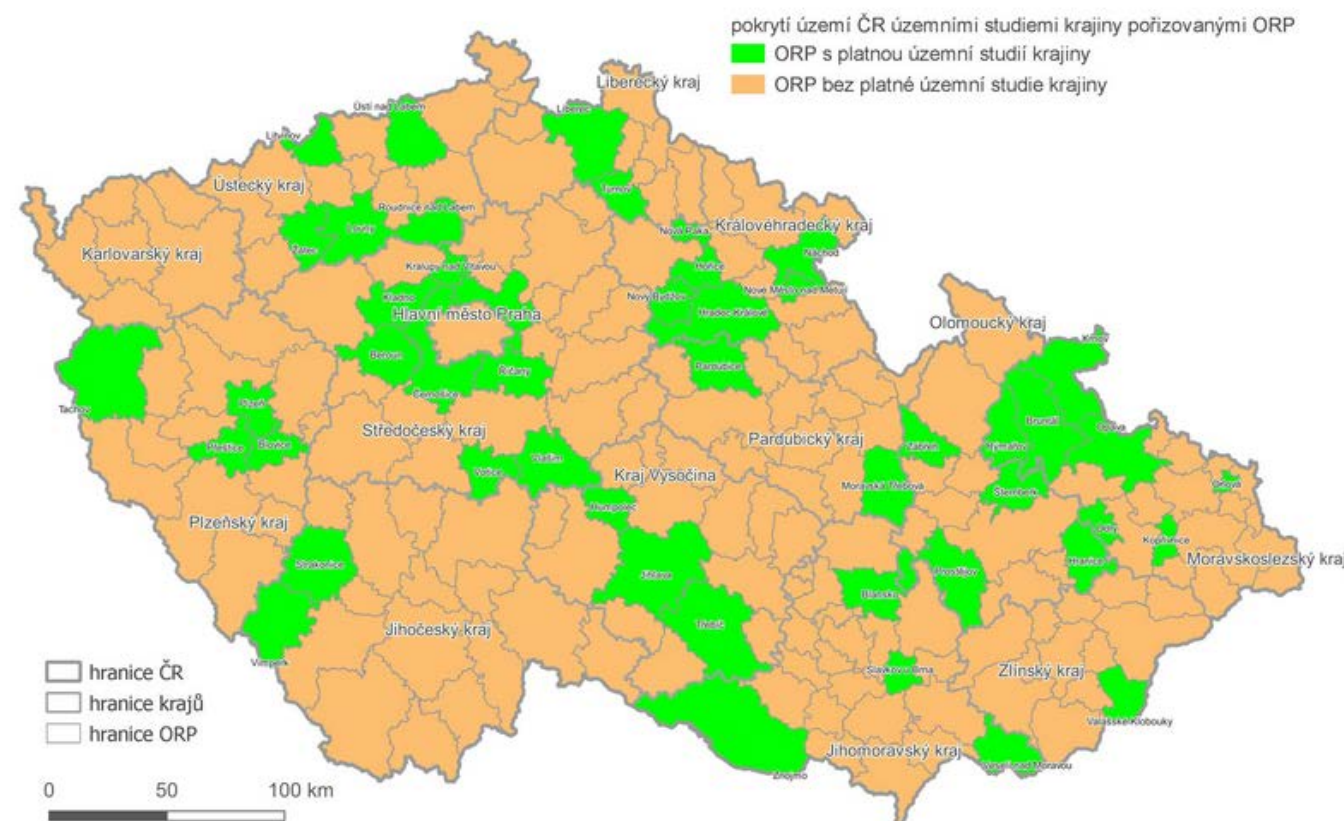 pokrytí území ČR územními studiemi krajiny pořizovanými ORP
ORP s platnou územní studií krajiny
ORP bez platné územní studie krajiny
Liberecký kraj
Ústí nad Labem
Liberec
Litvínov
Ústecký kraj
Turnov
Roudnice nad Labem
Louny
Žatec
Nová Paka
Královéhradecký kraj
Náchod
Karlovarský kraj
Hořice
Kralupy nad Vltavou
Nové Město nad Metují
Kladno
Nový Bydžov
Hradec Králové
Hlavní město Praha
Olomoucký kraj
Krnov
Beroun
Říčany
Pardubice
Černošice
Tachov
Plzeň
Bruntál
Opava
Středočeský kraj
Pardubický kraj
Přeštice
Blovice
Zábřeh
Rýmařov
Votice
Vlašim
Kraj Vysočina
Moravská Třebová
Šternberk
Orlová
Humpolec
Plzeňský kraj
Odry
Kopřivnice
Hranice
Moravskoslezský kraj
Strakonice
Jihlava
Prostějov
Blansko
Třebíč
Jihočeský kraj
Vimperk
Slavkov u Brna
Zlínský kraj
Valašské Klobouky
Jihomoravský kraj
Veselí nad Moravou
Znojmo
hranice ČR
hranice krajů
hranice ORP
0 50 100 km